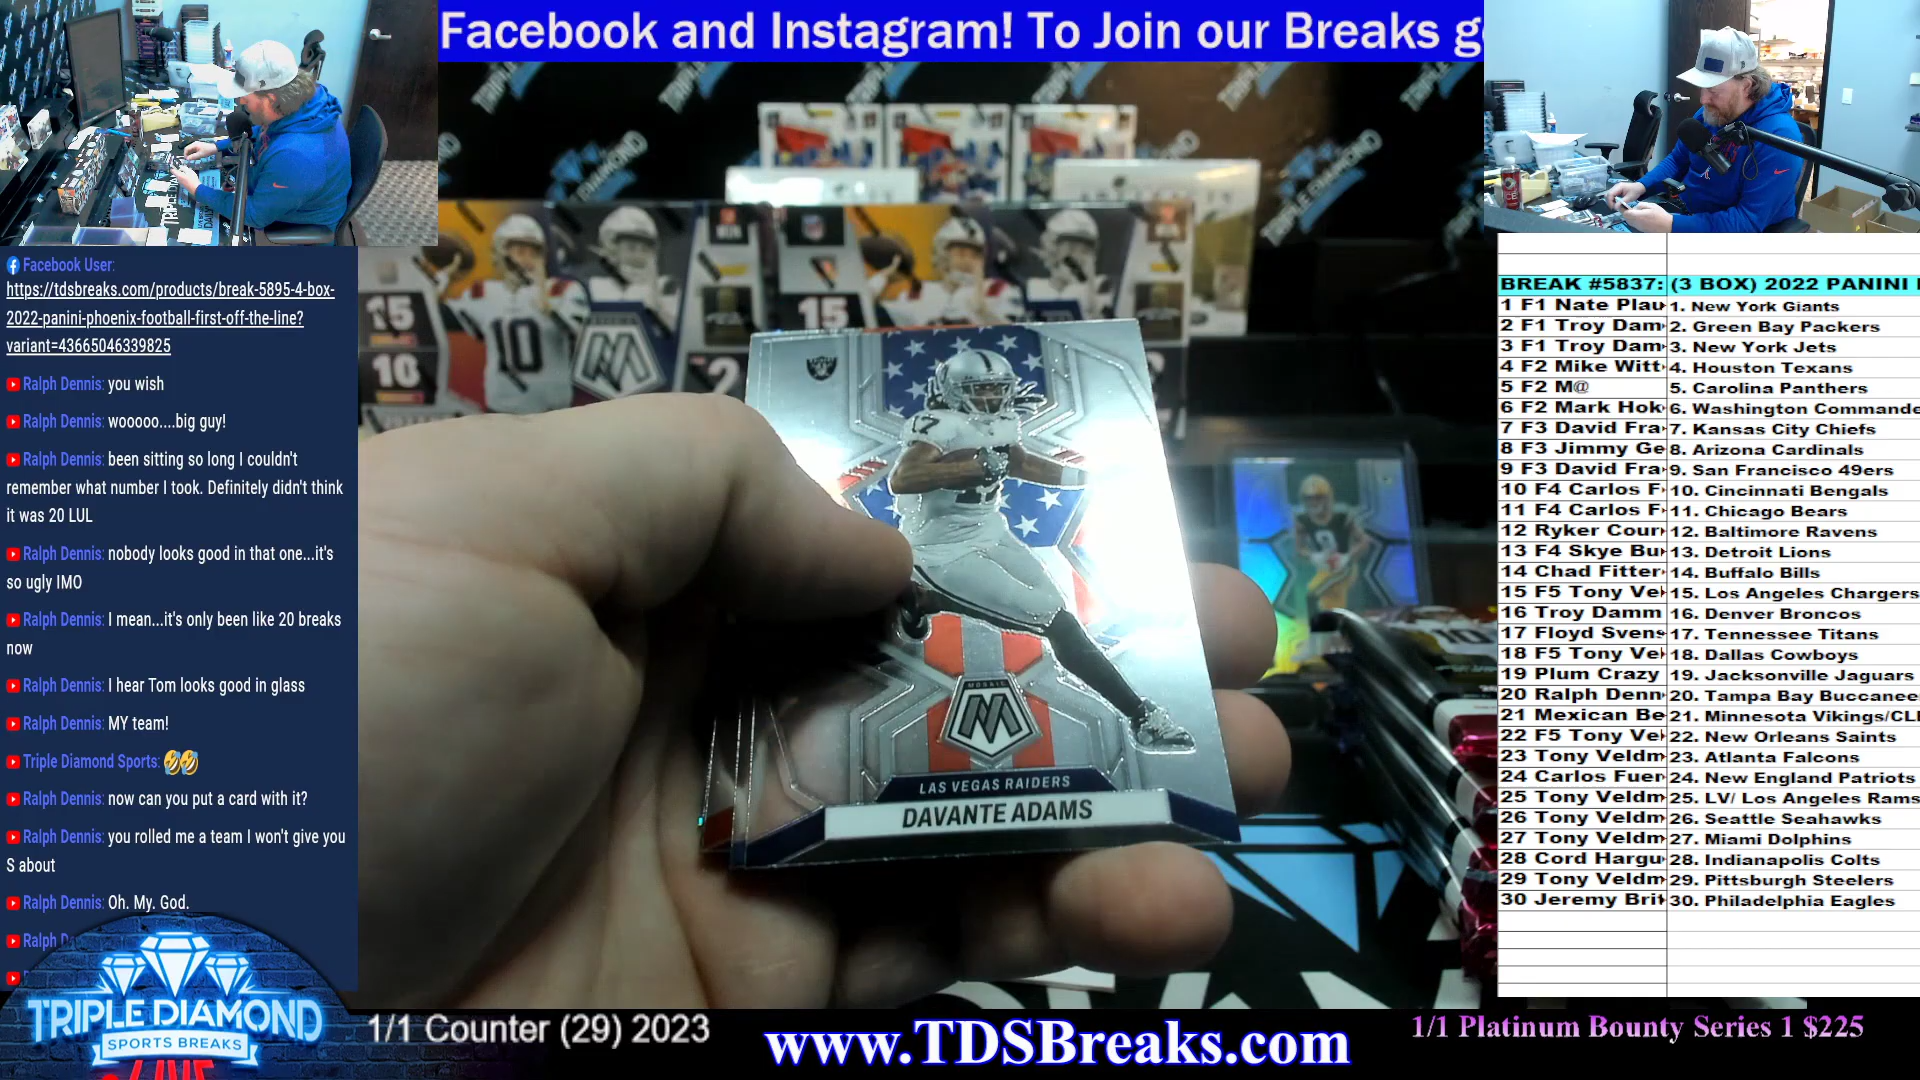 Facebook and Instagram! To Join our Breaks g
Facebook User:
https://tdsbreaks.com/products/break-5895-4-box-
2022-panini-phoenix-football-first-off-the-line?
variant=43665046339825
Ralph Dennis: you wish
Ralph Dennis: wooooo....big guy!
Ralph Dennis: been sitting so long I couldn't
remember what number I took. Definitely didn't think
it was 20 LUL
Ralph Dennis: nobody looks good in that one...it's
so ugly IMO
Ralph Dennis: I mean...it's only been like 20 breaks
now
Ralph Dennis: I hear Tom looks good in glass
Ralph Dennis: MY team!
Triple Diamond Sports: 🤣🤣
Ralph Dennis: now can you put a card with it?
Ralph Dennis: you rolled me a team I won't give you
S about
Ralph Dennis: Oh. My. God.
Ralph
TRIPLE DIAMOND
SPORTS BREAKS
LIVE
15
10
10
15
2
17
MOSAIC
LAS VEGAS RAIDERS
DAVANTE ADAMS
BREAK #5837: (3 BOX) 2022 PANINI
1 F1 Nate Plau 1. New York Giants
2 F1 Troy Dam 2. Green Bay Packers
3 F1 Troy Dam 3. New York Jets
4 F2 Mike Witt 4. Houston Texans
5 F2 M@ 5. Carolina Panthers
6 F2 Mark Hok 6. Washington Commande
7 F3 David Fra 7. Kansas City Chiefs
8 F3 Jimmy Ge 8. Arizona Cardinals
9 F3 David Fra 9. San Francisco 49ers
10 F4 Carlos F 10. Cincinnati Bengals
11 F4 Carlos F 11. Chicago Bears
12 Ryker Cour 12. Baltimore Ravens
13 F4 Skye Bu 13. Detroit Lions
14 Chad Fitter 14. Buffalo Bills
15 F5 Tony Ve 15. Los Angeles Chargers
16 Troy Damm 16. Denver Broncos
17 Floyd Svens 17. Tennessee Titans
18 F5 Tony Ve 18. Dallas Cowboys
19 Plum Crazy 19. Jacksonville Jaguars
20 Ralph Denn 20. Tampa Bay Buccanee
21 Mexican Be 21. Minnesota Vikings/CL
22 F5 Tony Ve 22. New Orleans Saints
23 Tony Veldm 23. Atlanta Falcons
24 Carlos Fuer 24. New England Patriots
25 Tony Veldm 25. LV/ Los Angeles Rams
26 Tony Veldm 26. Seattle Seahawks
27 Tony Veldm 27. Miami Dolphins
28 Cord Hargu 28. Indianapolis Colts
29 Tony Veldm 29. Pittsburgh Steelers
30 Jeremy Brit 30. Philadelphia Eagles
1/1 Counter (29) 2023
www.TDSBreaks.com
1/1 Platinum Bounty Series 1 $225